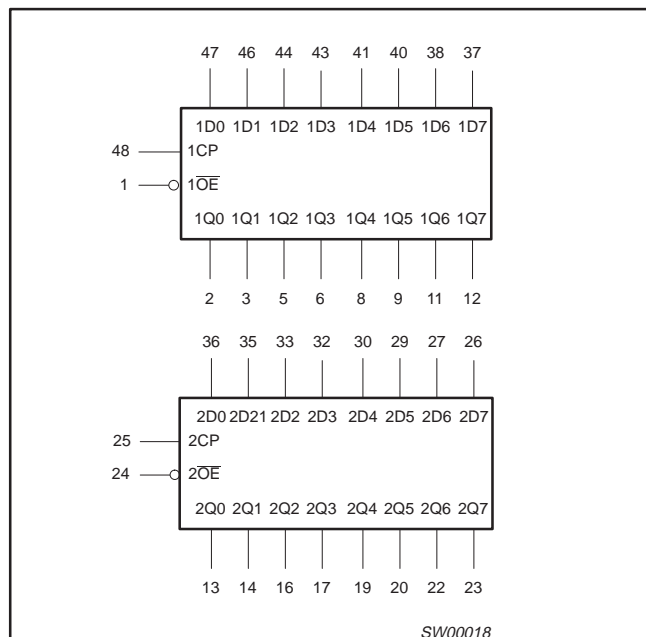 47 46 44 43 41 40 38 37
1D0 1D1 1D2 1D3 1D4 1D5 1D6 1D7
48 1CP
1 1O̅E̅
1Q0 1Q1 1Q2 1Q3 1Q4 1Q5 1Q6 1Q7
2 3 5 6 8 9 11 12
36 35 33 32 30 29 27 26
2D0 2D21 2D2 2D3 2D4 2D5 2D6 2D7
25 2CP
24 2O̅E̅
2Q0 2Q1 2Q2 2Q3 2Q4 2Q5 2Q6 2Q7
13 14 16 17 19 20 22 23
SW00018